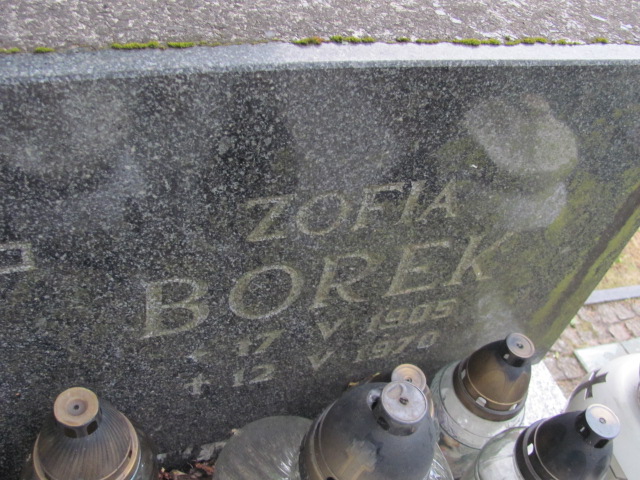 ZOFIA
BOREK
* 17 V 1905
+ 12 V 1970